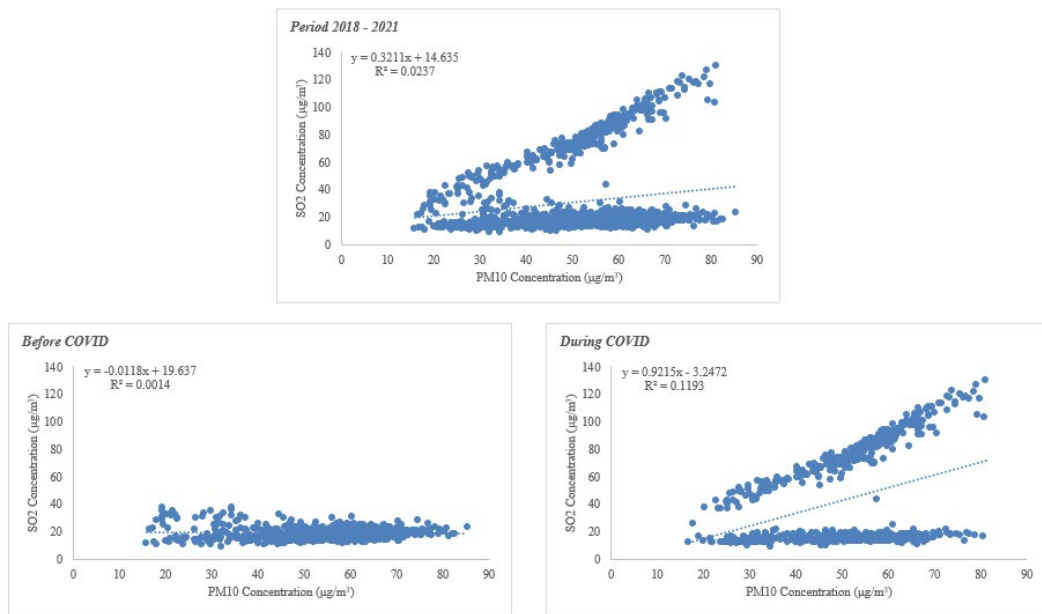 Period 2018 - 2021
y = 0.3211x + 14.635
R² = 0.0237
SO2 Concentration (µg/m³)
140
120
100
80
60
40
20
0
0 10 20 30 40 50 60 70 80 90
PM10 Concentration (µg/m³)
Before COVID
y = -0.0118x + 19.637
R² = 0.0014
SO2 Concentration (µg/m³)
140
120
100
80
60
40
20
0
0 10 20 30 40 50 60 70 80 90
PM10 Concentration (µg/m³)
During COVID
y = 0.9215x - 3.2472
R² = 0.1193
SO2 Concentration (µg/m³)
140
120
100
80
60
40
20
0
0 10 20 30 40 50 60 70 80 90
PM10 Concentration (µg/m³)